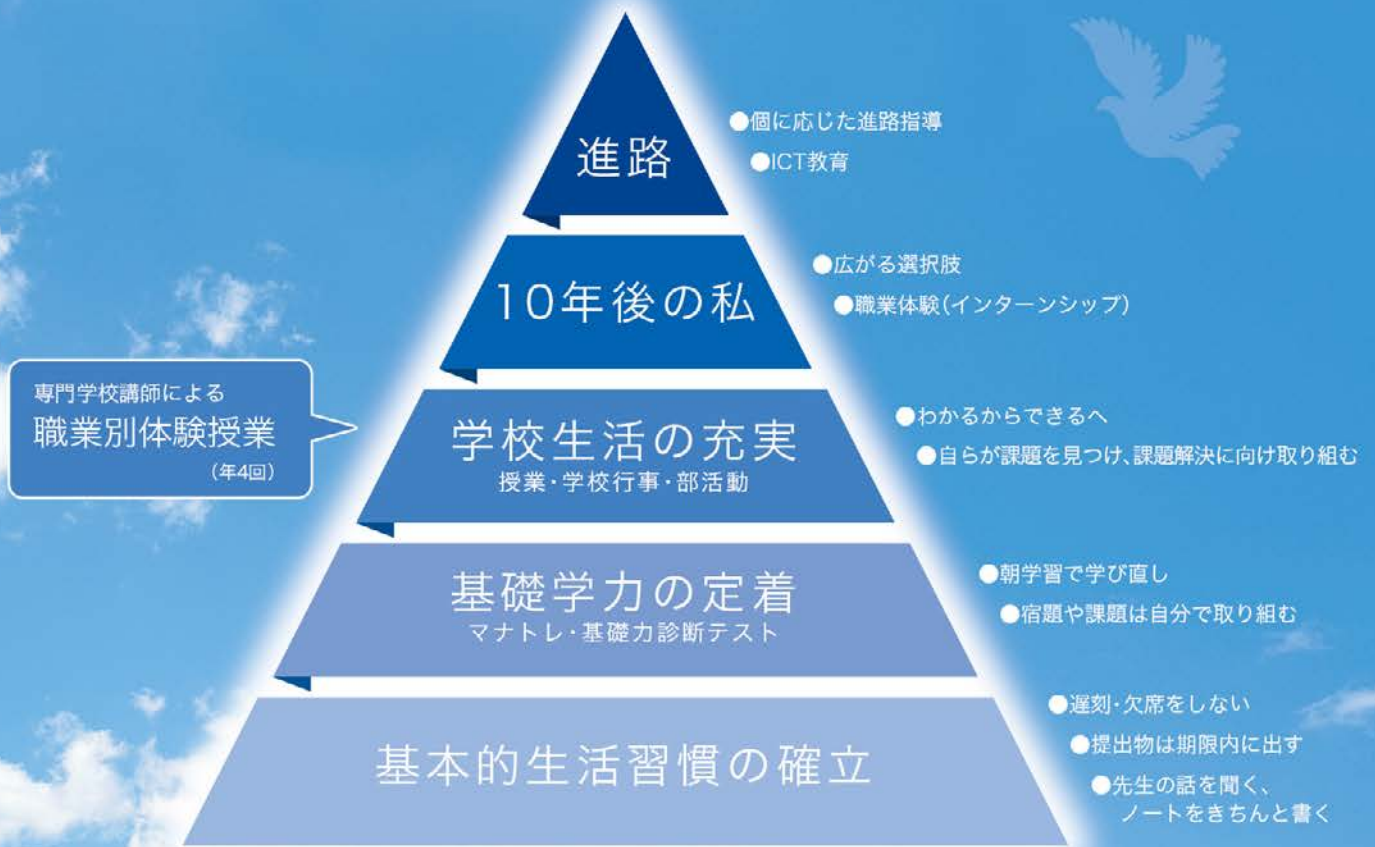 進路
●個に応じた進路指導
●ICT教育
10年後の私
●広がる選択肢
●職業体験(インターンシップ)
専門学校講師による
職業別体験授業
(年4回)
学校生活の充実
授業・学校行事・部活動
●わかるからできるへ
●自らが課題を見つけ、課題解決に向け取り組む
基礎学力の定着
マナトレ・基礎力診断テスト
●朝学習で学び直し
●宿題や課題は自分で取り組む
基本的生活習慣の確立
●遅刻・欠席をしない
●提出物は期限内に出す
●先生の話を聞く、
ノートをきちんと書く